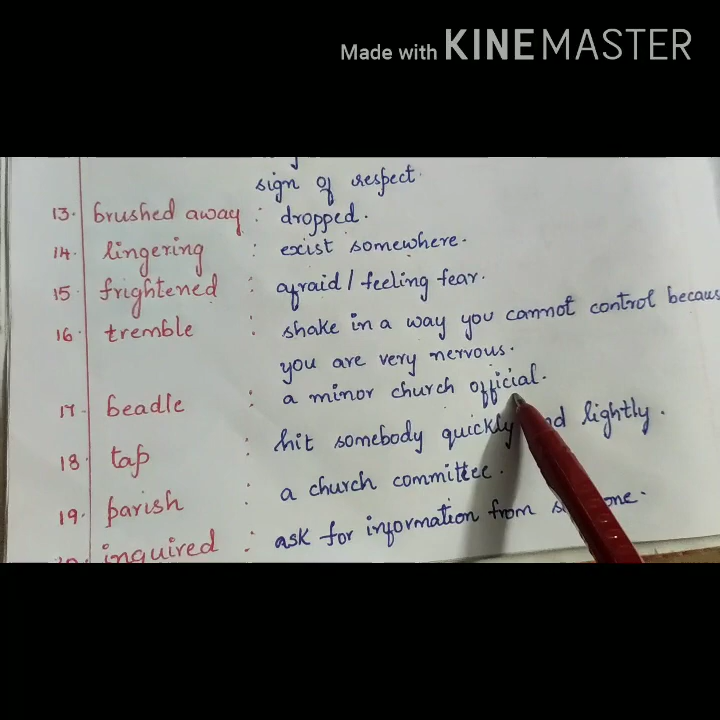 Made with KINEMASTER
sign of respect.
13. brushed away : dropped.
14. lingering : exist somewhere.
15 frightened : afraid / feeling fear.
16. tremble : shake in a way you cannot control
you are very nervous.
17. beadle : a minor church official.
18. tap : hit somebody quickly lightly.
19. parish : a church committee.
inquired : ask for information from